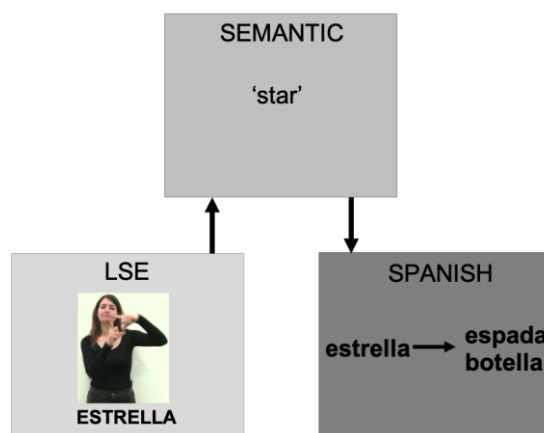 SEMANTIC
‘star’
LSE
ESTRELLA
SPANISH
estrella
espada
botella